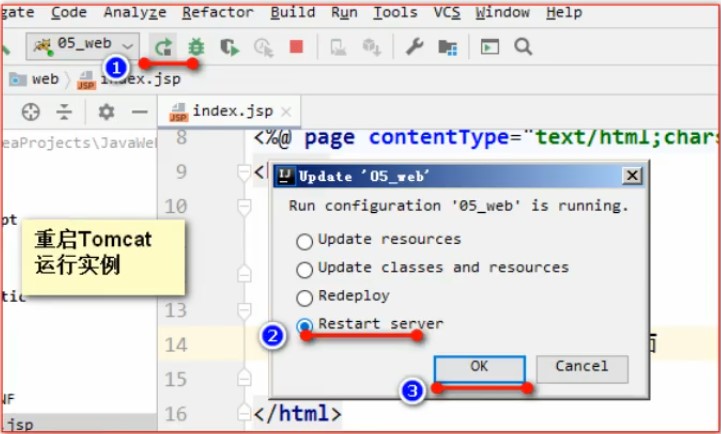 gate Code Analyze Refactor Build Run Tools VCS Window Help
05_web
1
web index.jsp
index.jsp
eaProjects\JavaWe
8 <%@ page contentType="text/html;chars
9 <
Update '05_web'
Run configuration '05_web' is running.
10
pt
重启Tomcat
运行实例
Update resources
Update classes and resources
tic
Redeploy
13
2
Restart server
14
面
OK
Cancel
15
3
NF
.jsp
16 </html>